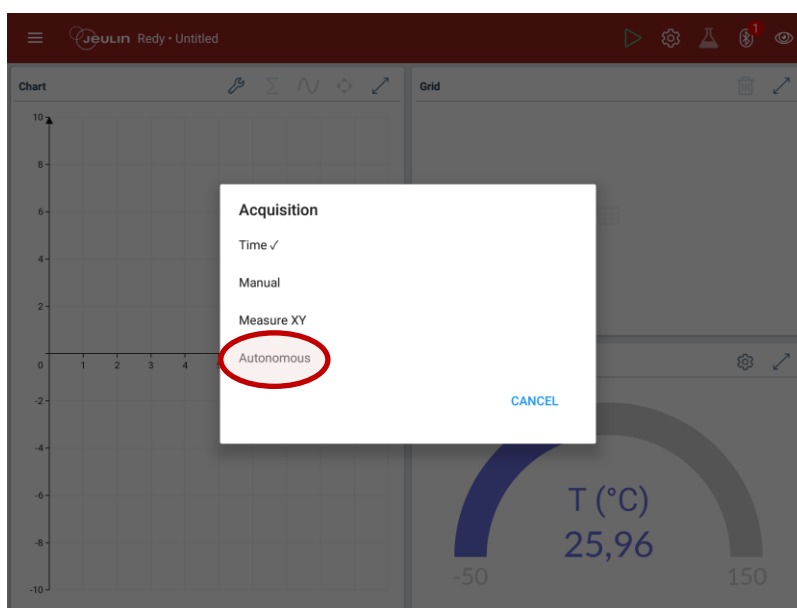 Jeulin Redy • Untitled
1
Chart
Grid
10
8
6
4
2
0 1 2 3 4
-2
-4
-6
-8
-10
Acquisition
Time ✓
Manual
Measure XY
Autonomous
CANCEL
T (°C)
25,96
-50 150